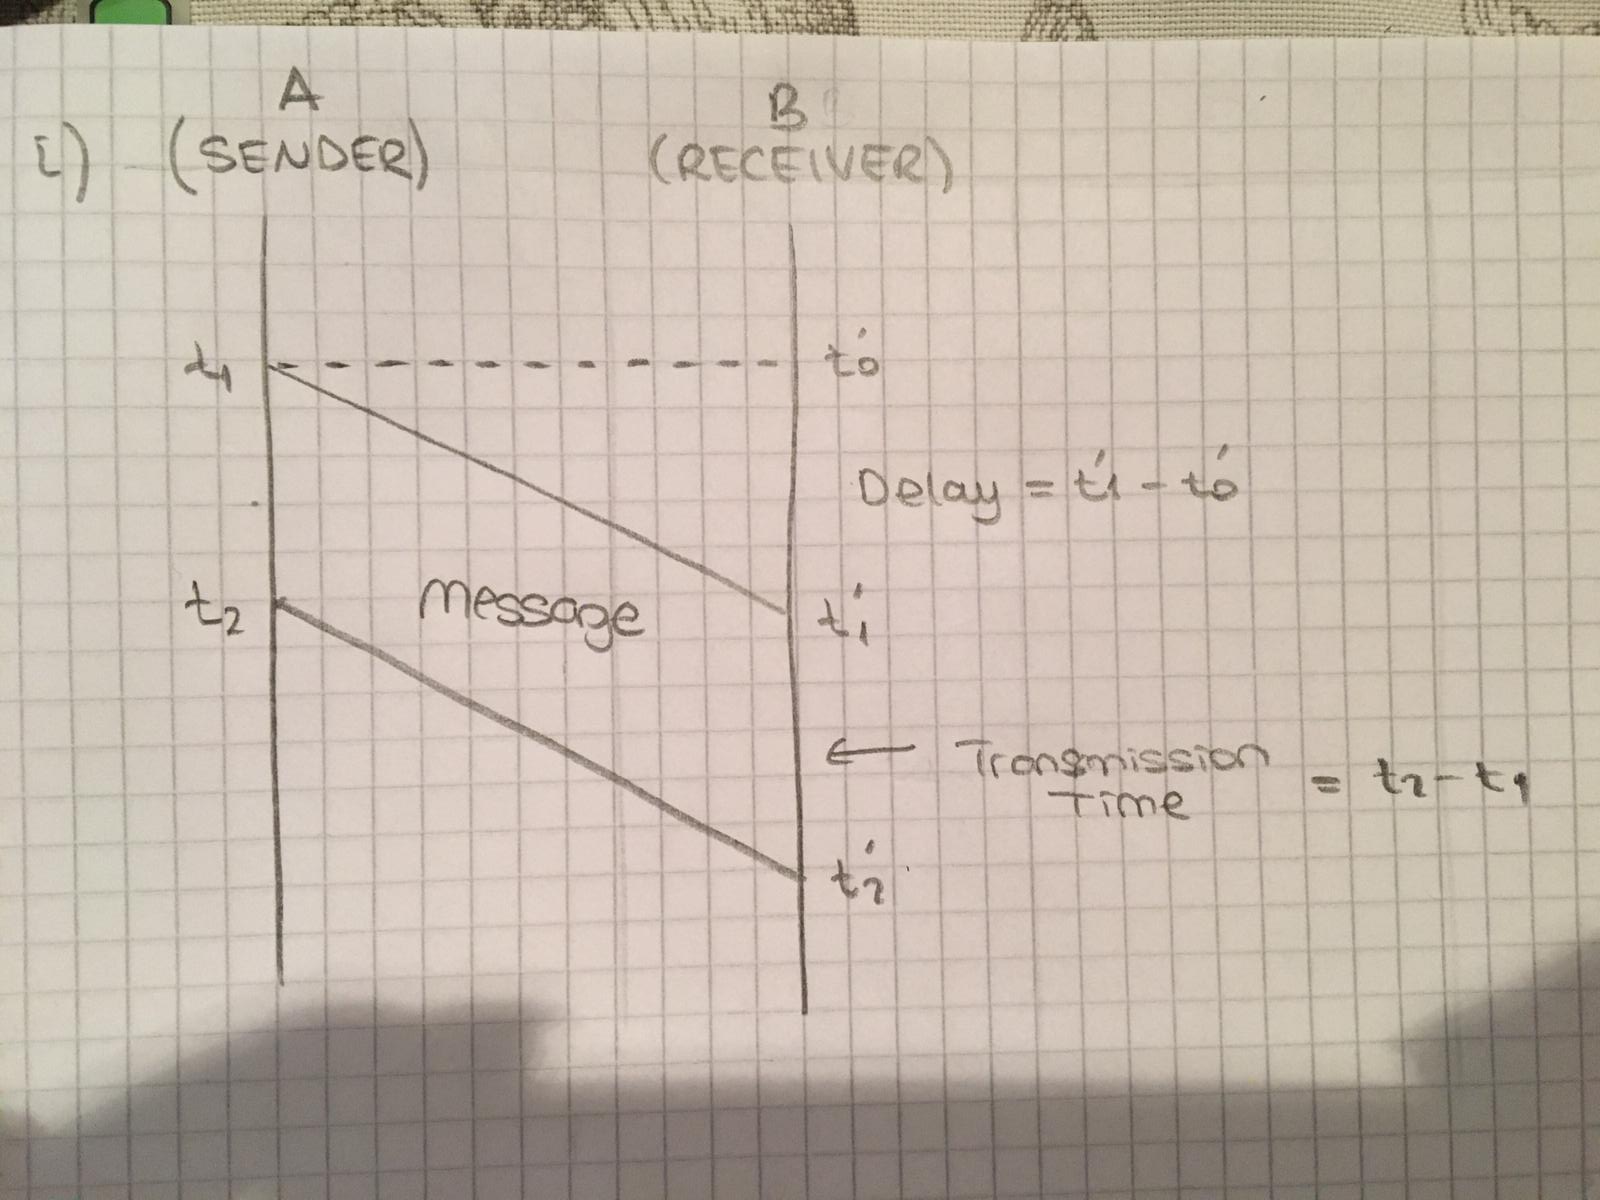 A
B
i) (SENDER)
(RECEIVER)
t₁
t₀'
Delay = t₁' - t₀'
t₂
Message
t₁'
← Transmission
Time
= t₂ - t₁
t₂'